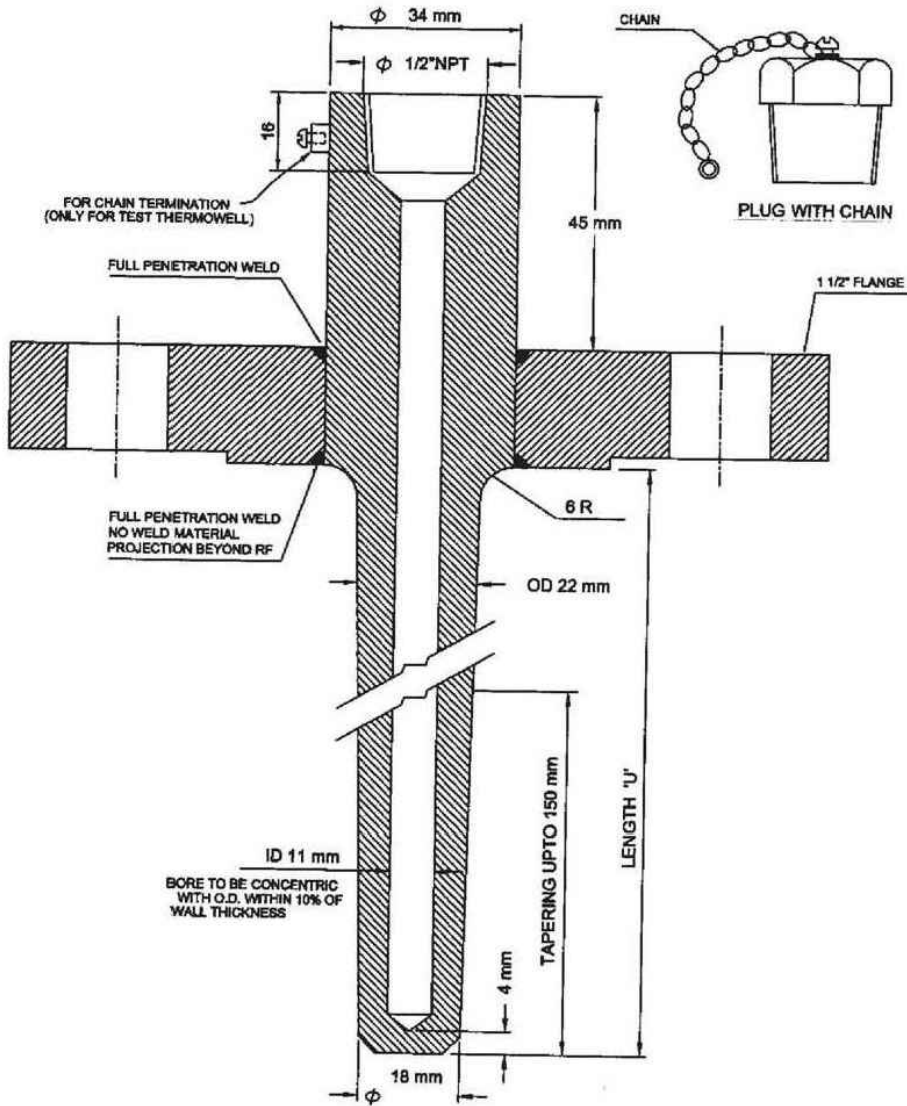 ϕ 34 mm
ϕ 1/2"NPT
16
FOR CHAIN TERMINATION
(ONLY FOR TEST THERMOWELL)
45 mm
CHAIN
PLUG WITH CHAIN
FULL PENETRATION WELD
1 1/2" FLANGE
FULL PENETRATION WELD
NO WELD MATERIAL
PROJECTION BEYOND RF
6 R
OD 22 mm
TAPERING UPTO 150 mm
LENGTH 'U'
ID 11 mm
BORE TO BE CONCENTRIC
WITH O.D. WITHIN 10% OF
WALL THICKNESS
4 mm
18 mm
ϕ